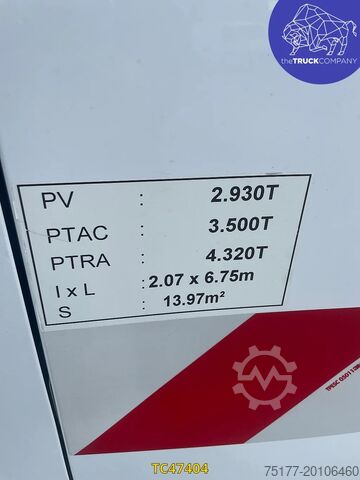 theTRUCKCOMPANY
PV : 2.930T
PTAC : 3.500T
PTRA : 4.320T
l x L : 2.07 x 6.75m
S : 13.97m²
TC47404
75177-20106460